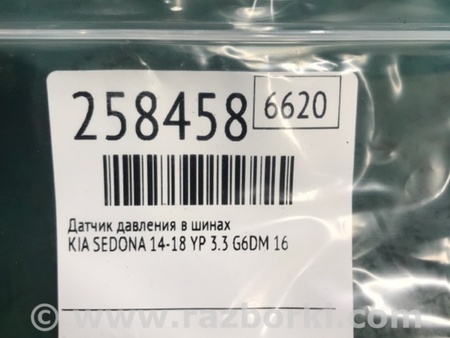 258458 6620
Датчик давления в шинах
KIA SEDONA 14-18 YP 3.3 G6DM 16
© www.razborki.com